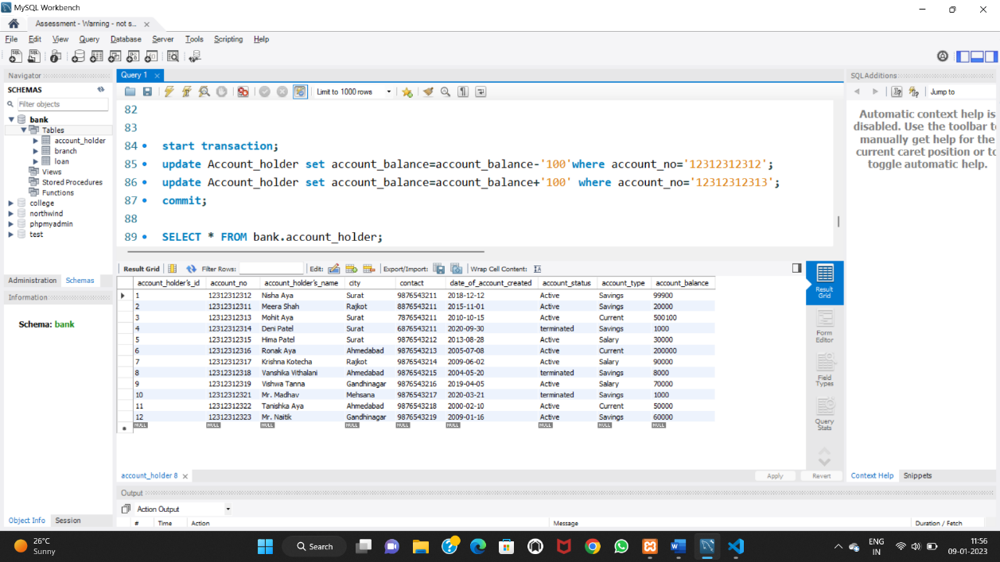 MySQL Workbench
Assessment - Warning - not s...
File Edit View Query Database Server Tools Scripting Help
Navigator
SCHEMAS
Filter objects
bank
Tables
account_holder
branch
loan
Views
Stored Procedures
Functions
college
northwind
phpmyadmin
test
Administration Schemas
Information
Schema: bank
Object Info Session
Query 1
Limit to 1000 rows
82
83
84 start transaction;
85 update Account_holder set account_balance=account_balance-'100'where account_no='12312312312';
86 update Account_holder set account_balance=account_balance+'100' where account_no='12312312313';
87 commit;
88
89 SELECT * FROM bank.account_holder;
Result Grid Filter Rows: Edit: Export/Import: Wrap Cell Content:
account_holder's_id account_no account_holder's_name city contact date_of_account_created account_status account_type account_balance
1 12312312312 Nisha Aya Surat 9876543211 2018-12-12 Active Savings 99900
2 12312312311 Meera Shah Rajkot 8876543211 2015-11-01 Active Savings 20000
3 12312312313 Mohit Aya Surat 7876543211 2010-10-15 Active Current 500100
4 12312312314 Deni Patel Surat 6876543211 2020-09-30 terminated Savings 1000
5 12312312315 Hima Patel Surat 9876543212 2013-08-28 Active Salary 30000
6 12312312316 Ronak Aya Ahmedabad 9876543213 2005-07-08 Active Current 200000
7 12312312317 Krishna Kotecha Rajkot 9876543214 2009-06-02 Active Salary 90000
8 12312312318 Vanshika Vithalani Ahmedabad 9876543215 2004-05-20 terminated Savings 8000
9 12312312319 Vishwa Tanna Gandhinagar 9876543216 2019-04-05 Active Salary 70000
10 12312312321 Mr. Madhav Mehsana 9876543217 2020-03-21 terminated Savings 1000
11 12312312322 Tanishka Aya Ahmedabad 9876543218 2000-02-10 Active Current 50000
12 12312312323 Mr. Naitik Gandhinagar 9876543219 2009-01-16 Active Savings 60000
NULL NULL NULL NULL NULL NULL NULL NULL NULL
Result
Grid
Form
Editor
Field
Types
Query
Stats
account_holder 8 Apply Revert
Output
Action Output
# Time Action Message Duration / Fetch
SQLAdditions
Jump to
Automatic context help is
disabled. Use the toolbar to
manually get help for the
current caret position or to
toggle automatic help.
Context Help Snippets
26°C
Sunny
Search
ENG
IN
11:56
09-01-2023